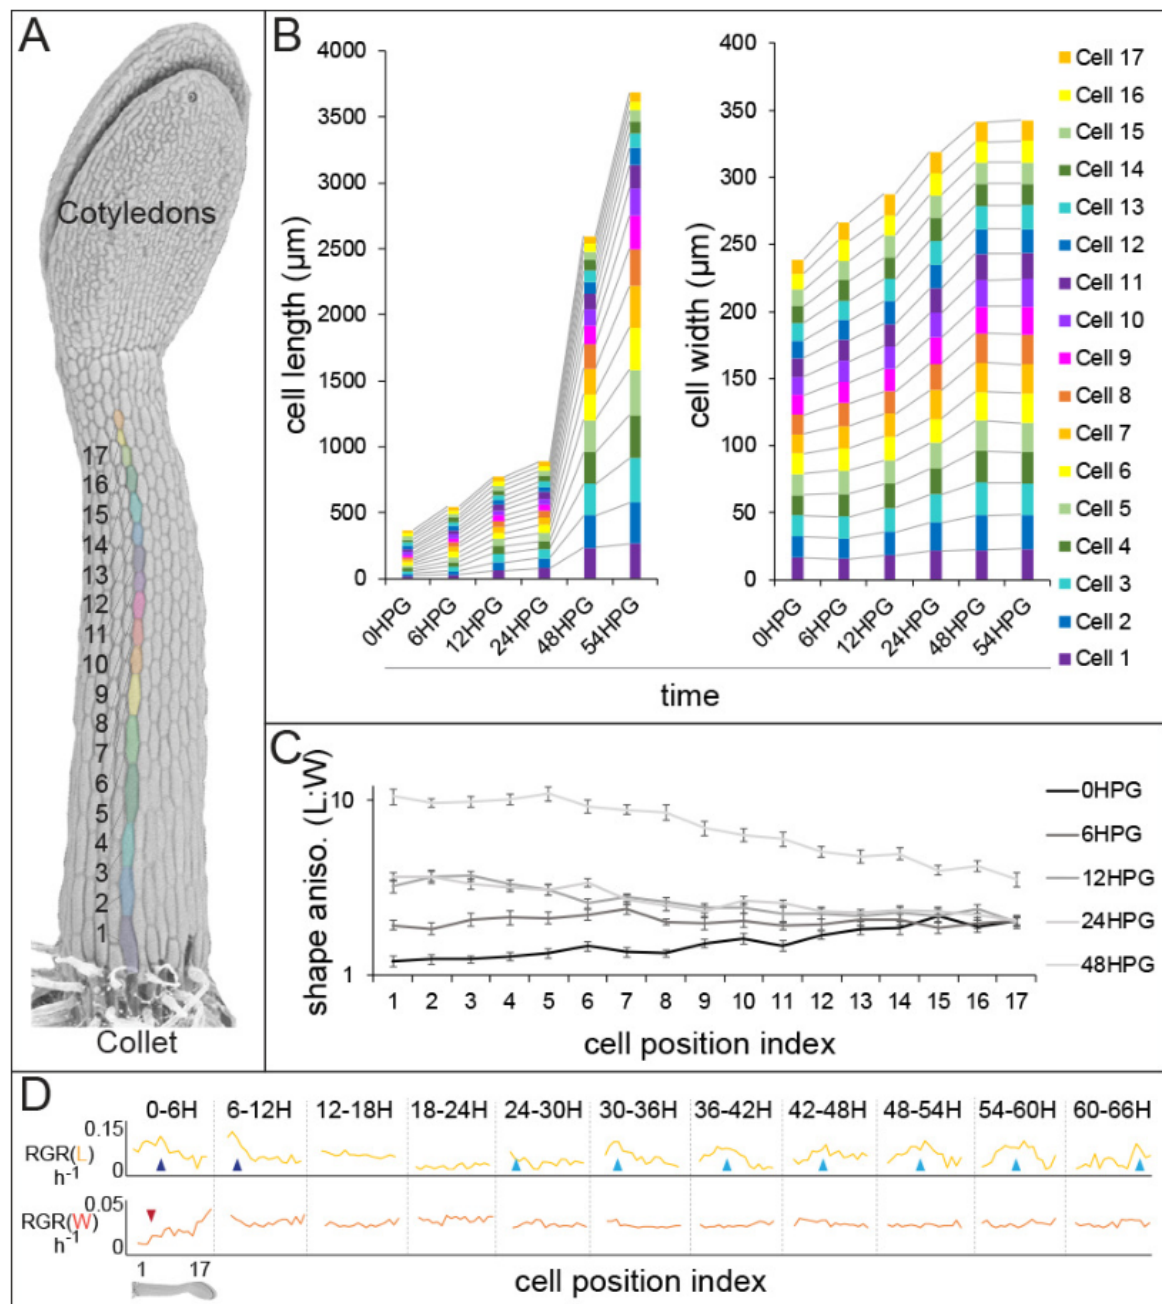 A
Cotyledons
17
16
15
14
13
12
11
10
9
8
7
6
5
4
3
2
1
Collet
B
cell length (µm)
4000
3500
3000
2500
2000
1500
1000
500
0
0HPG 6HPG 12HPG 24HPG 48HPG 54HPG
cell width (µm)
400
350
300
250
200
150
100
50
0
0HPG 6HPG 12HPG 24HPG 48HPG 54HPG
time
Cell 17
Cell 16
Cell 15
Cell 14
Cell 13
Cell 12
Cell 11
Cell 10
Cell 9
Cell 8
Cell 7
Cell 6
Cell 5
Cell 4
Cell 3
Cell 2
Cell 1
C
shape aniso. (L:W)
10
1
1 2 3 4 5 6 7 8 9 10 11 12 13 14 15 16 17
cell position index
0HPG
6HPG
12HPG
24HPG
48HPG
D
0-6H 6-12H 12-18H 18-24H 24-30H 30-36H 36-42H 42-48H 48-54H 54-60H 60-66H
0.15
RGR(L)
h-1
0
0.05
RGR(W)
h-1
0
1 17
cell position index